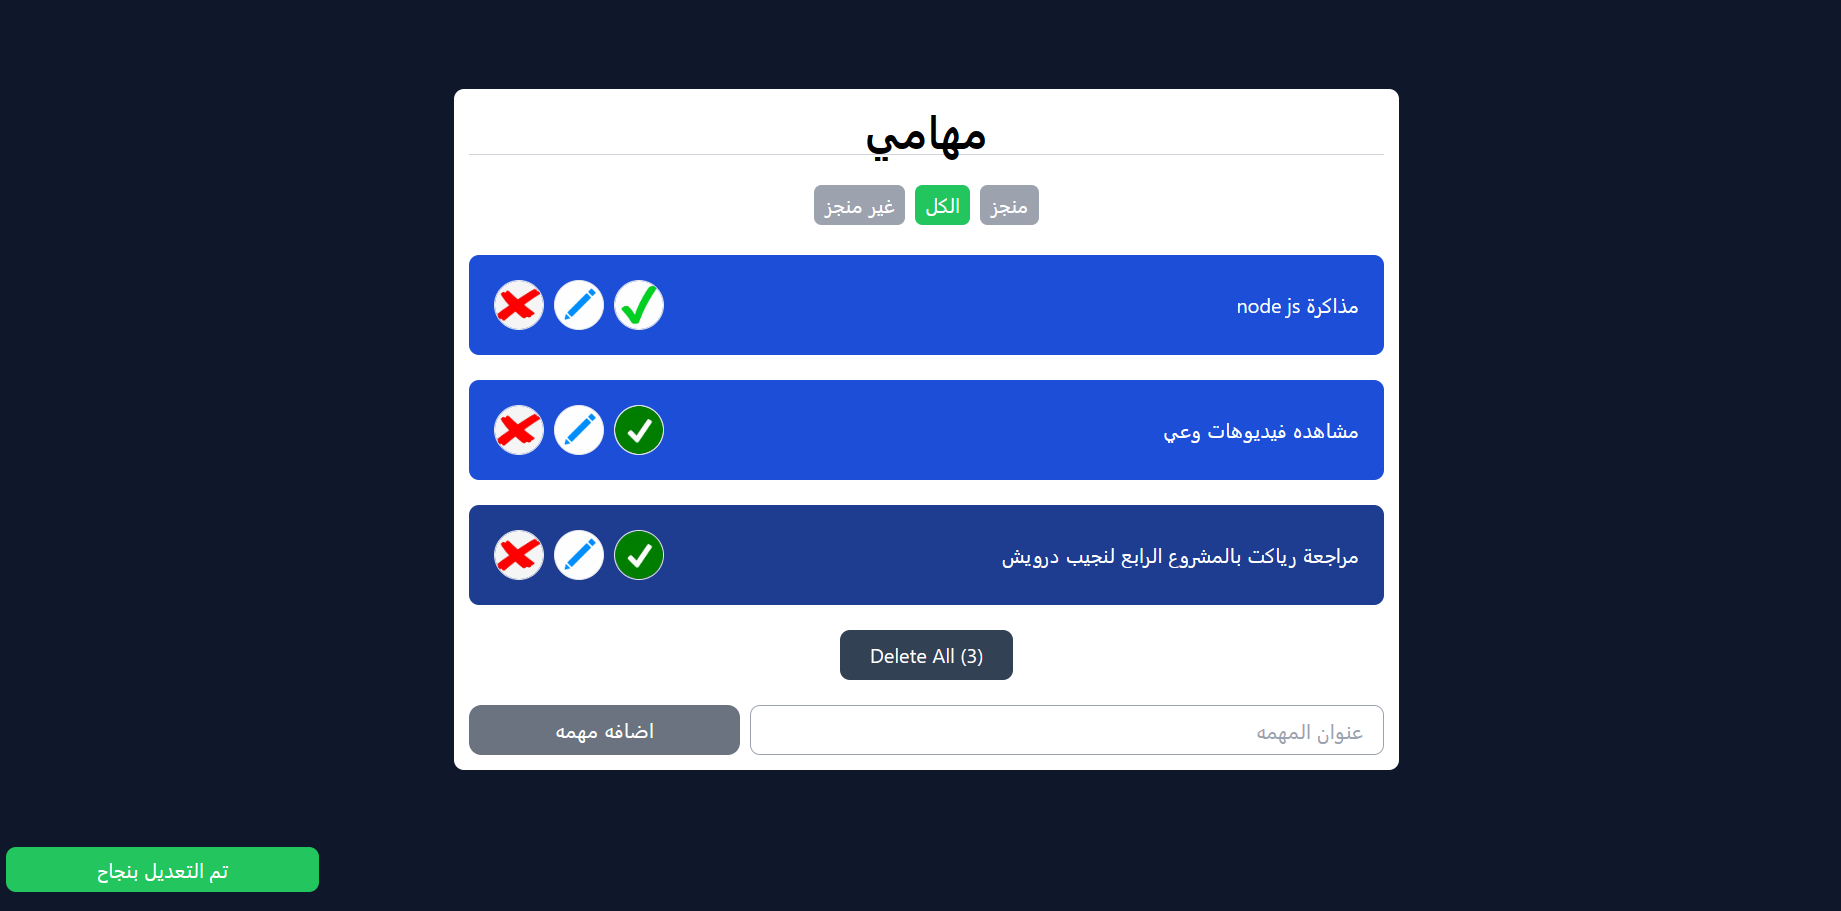 مهامي
منجز
الكل
غير منجز
مذاكرة node js
مشاهده فيديوهات وعي
مراجعة رياكت بالمشروع الرابع لنجيب درويش
Delete All (3)
عنوان المهمه
اضافه مهمه
تم التعديل بنجاح